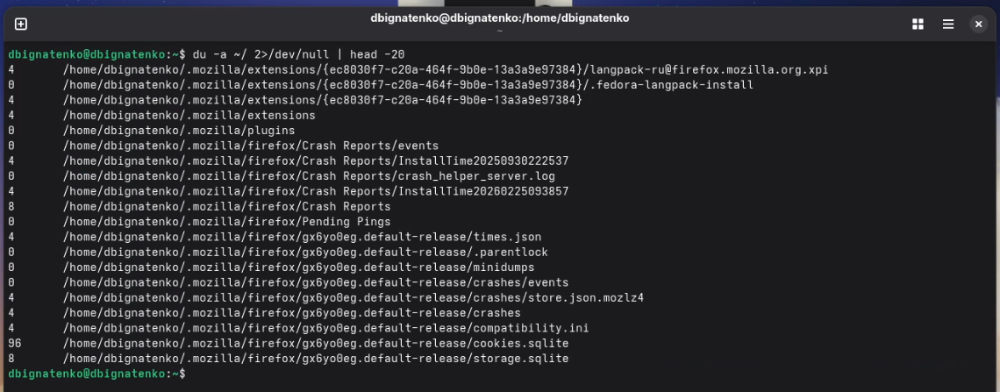 dbignatenko@dbignatenko:/home/dbignatenko
~
dbignatenko@dbignatenko:~$ du -a ~/ 2>/dev/null | head -20
4 /home/dbignatenko/.mozilla/extensions/{ec8030f7-c20a-464f-9b0e-13a3a9e97384}/langpack-ru@firefox.mozilla.org.xpi
0 /home/dbignatenko/.mozilla/extensions/{ec8030f7-c20a-464f-9b0e-13a3a9e97384}/.fedora-langpack-install
4 /home/dbignatenko/.mozilla/extensions/{ec8030f7-c20a-464f-9b0e-13a3a9e97384}
4 /home/dbignatenko/.mozilla/extensions
0 /home/dbignatenko/.mozilla/plugins
0 /home/dbignatenko/.mozilla/firefox/Crash Reports/events
4 /home/dbignatenko/.mozilla/firefox/Crash Reports/InstallTime20250930222537
0 /home/dbignatenko/.mozilla/firefox/Crash Reports/crash_helper_server.log
4 /home/dbignatenko/.mozilla/firefox/Crash Reports/InstallTime20260225093857
8 /home/dbignatenko/.mozilla/firefox/Crash Reports
0 /home/dbignatenko/.mozilla/firefox/Pending Pings
4 /home/dbignatenko/.mozilla/firefox/gx6yo0eg.default-release/times.json
0 /home/dbignatenko/.mozilla/firefox/gx6yo0eg.default-release/.parentlock
0 /home/dbignatenko/.mozilla/firefox/gx6yo0eg.default-release/minidumps
0 /home/dbignatenko/.mozilla/firefox/gx6yo0eg.default-release/crashes/events
4 /home/dbignatenko/.mozilla/firefox/gx6yo0eg.default-release/crashes/store.json.mozlz4
4 /home/dbignatenko/.mozilla/firefox/gx6yo0eg.default-release/crashes
4 /home/dbignatenko/.mozilla/firefox/gx6yo0eg.default-release/compatibility.ini
96 /home/dbignatenko/.mozilla/firefox/gx6yo0eg.default-release/cookies.sqlite
8 /home/dbignatenko/.mozilla/firefox/gx6yo0eg.default-release/storage.sqlite
dbignatenko@dbignatenko:~$